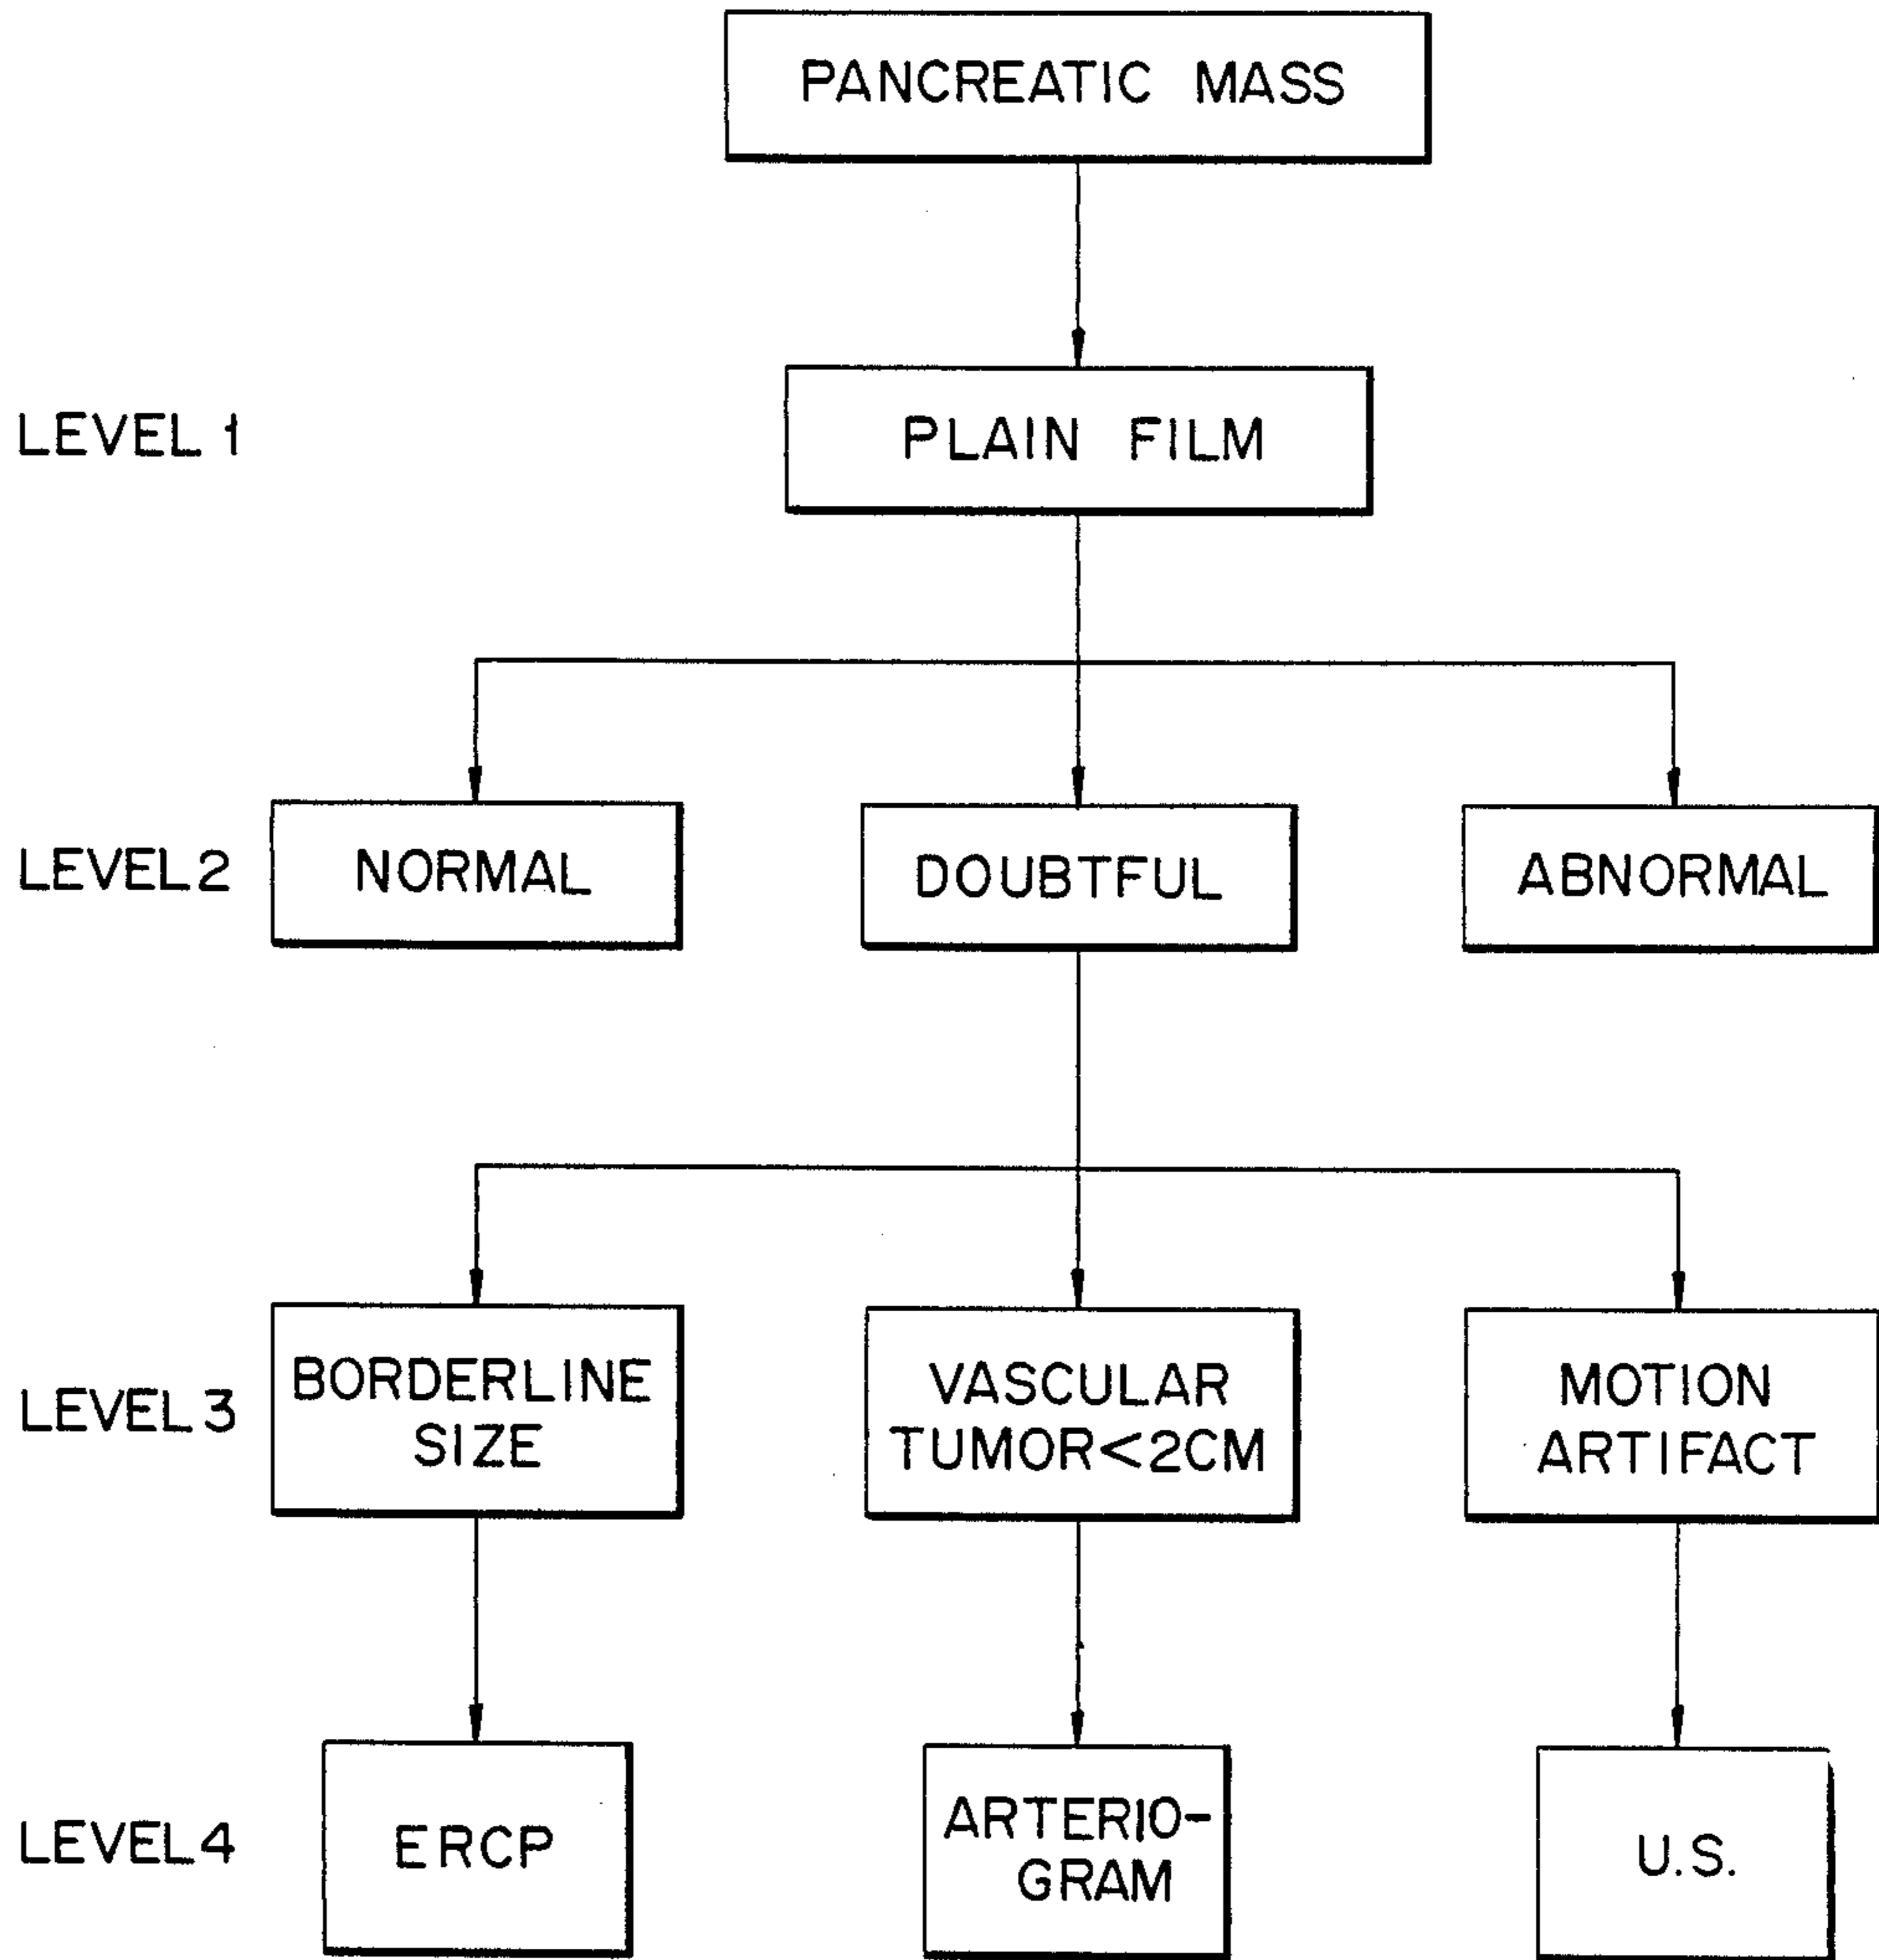 PANCREATIC MASS
LEVEL 1
PLAIN FILM
LEVEL 2
NORMAL
DOUBTFUL
ABNORMAL
LEVEL 3
BORDERLINE
SIZE
VASCULAR
TUMOR<2CM
MOTION
ARTIFACT
LEVEL 4
ERCP
ARTERIO-
GRAM
U.S.